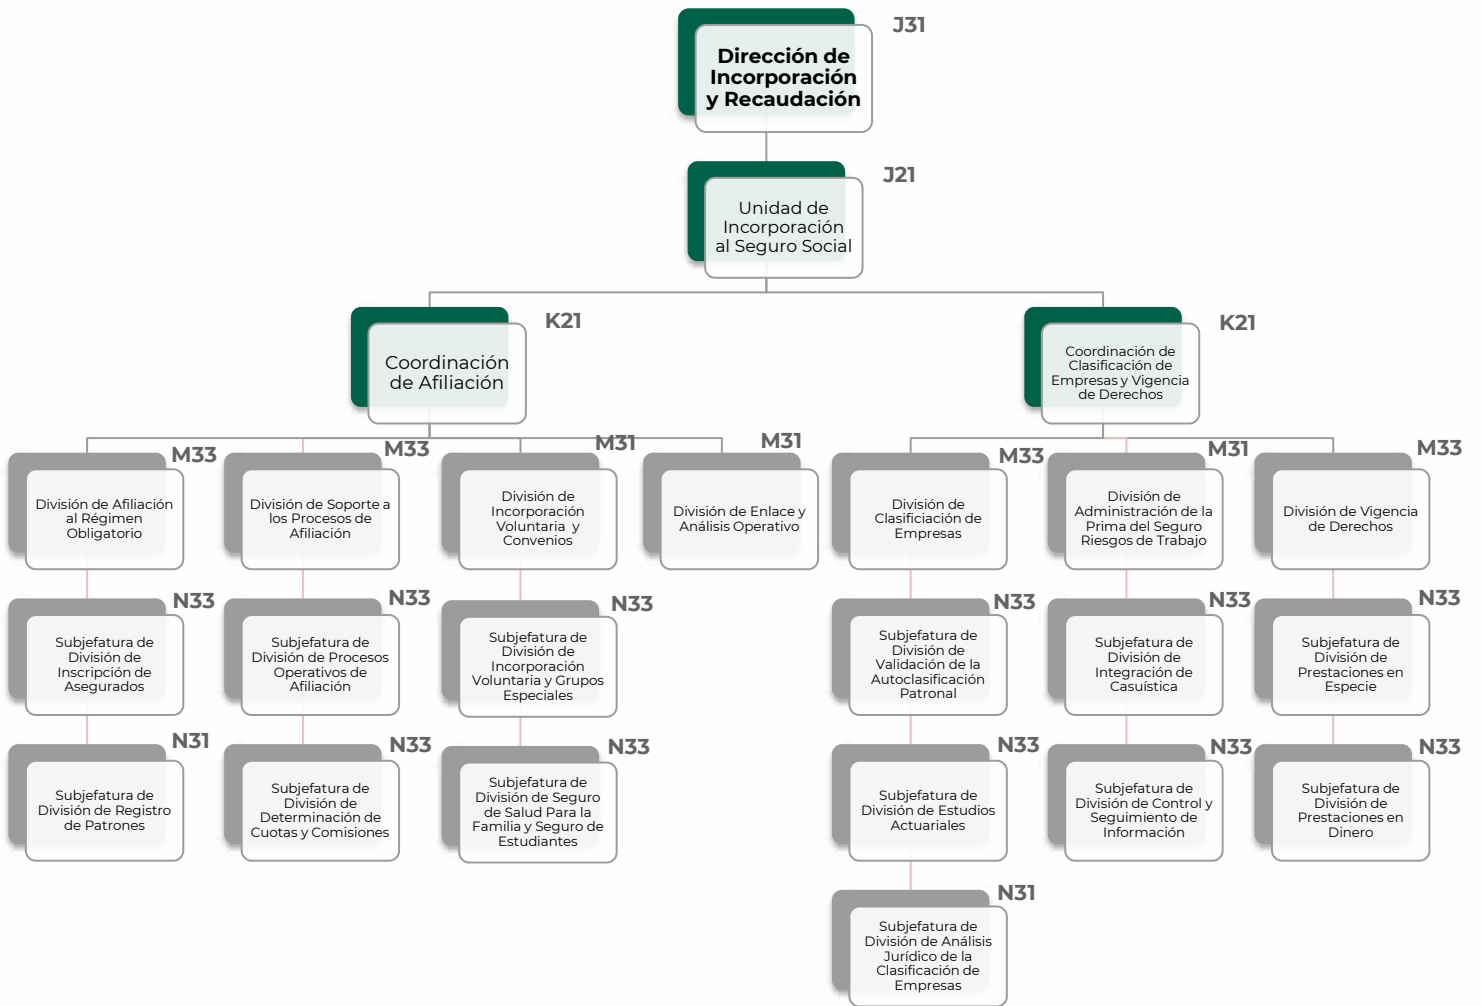 J31
Dirección de
Incorporación
y Recaudación
J21
Unidad de
Incorporación
al Seguro Social
K21
Coordinación
de Afiliación
K21
Coordinación de
Clasificación de
Empresas y Vigencia
de Derechos
M33
División de Afiliación
al Régimen
Obligatorio
M33
División de Soporte a
los Procesos de
Afiliación
M31
División de
Incorporación
Voluntaria y
Convenios
M31
División de Enlace y
Análisis Operativo
M33
División de
Clasificiación de
Empresas
M31
División de
Administración de la
Prima del Seguro
Riesgos de Trabajo
M33
División de Vigencia
de Derechos
N33
Subjefatura de
División de
Inscripción de
Asegurados
N33
Subjefatura de
División de Procesos
Operativos de
Afiliación
N33
Subjefatura de
División de
Incorporación
Voluntaria y Grupos
Especiales
N33
Subjefatura de
División de
Validación de la
Autoclasificación
Patronal
N33
Subjefatura de
División de
Integración de
Casuística
N33
Subjefatura de
División de
Prestaciones en
Especie
N31
Subjefatura de
División de Registro
de Patrones
N33
Subjefatura de
División de
Determinación de
Cuotas y Comisiones
N33
Subjefatura de
División de Seguro
de Salud Para la
Familia y Seguro de
Estudiantes
N33
Subjefatura de
División de Estudios
Actuariales
N33
Subjefatura de
División de Control y
Seguimiento de
Información
N33
Subjefatura de
División de
Prestaciones en
Dinero
N31
Subjefatura de
División de Análisis
Jurídico de la
Clasificación de
Empresas